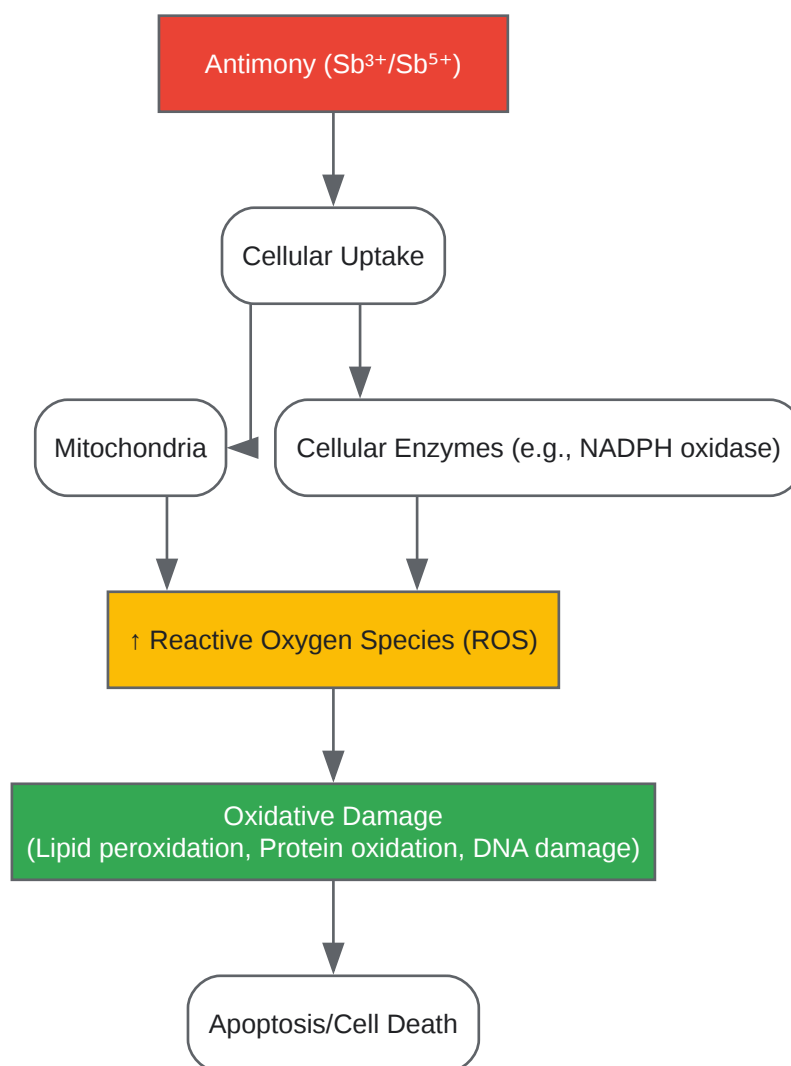 Antimony (Sb³⁺/Sb⁵⁺)
Cellular Uptake
Mitochondria
Cellular Enzymes (e.g., NADPH oxidase)
↑ Reactive Oxygen Species (ROS)
Oxidative Damage
(Lipid peroxidation, Protein oxidation, DNA damage)
Apoptosis/Cell Death